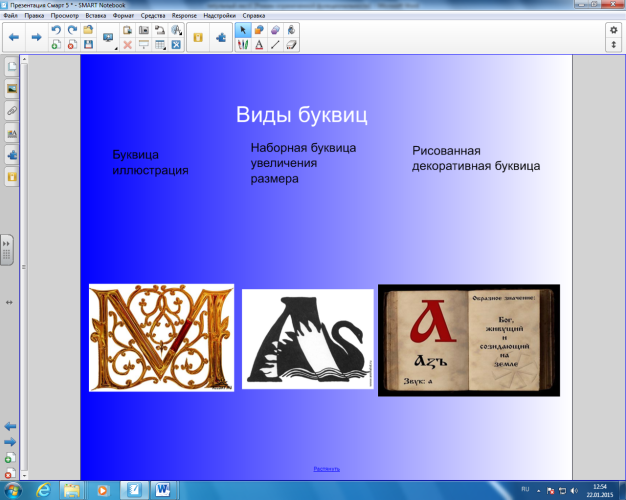 Презентация Смарт 5 * - SMART Notebook
Файл Правка Просмотр Вставка Формат Средства Response Надстройки Справка
Виды буквиц
Буквица
иллюстрация
Наборная буквица
увеличения
размера
Рисованная
декоративная буквица
А
Азъ
Звук: а
Образное значение:
Бог,
живущий
и
созидающий
на
земле
Растянуть
RU
12:54
22.01.2015